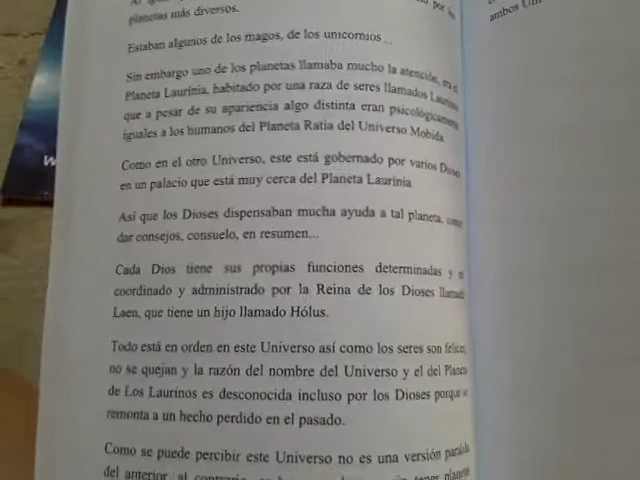 planetas más diversos.
Estaban algunos de los magos, de los unicornios ...
Sin embargo uno de los planetas llamaba mucho la atención, era el
Planeta Laurínia, habitado por una raza de seres llamados
que a pesar de su apariencia algo distinta eran psicológicamente
iguales a los humanos del Planeta Ratia del Universo Mobida.
Como en el otro Universo, este está gobernado por varios Dioses
en un palacio que está muy cerca del Planeta Laurínia.
Así que los Dioses dispensaban mucha ayuda a tal planeta, como
dar consejos, consuelo, en resumen...
Cada Dios tiene sus propias funciones determinadas y
coordinado y administrado por la Reina de los Dioses
Laen, que tiene un hijo llamado Hólus.
Todo está en orden en este Universo así como los seres son felices,
no se quejan y la razón del nombre del Universo y el del Planeta
de Los Laurinos es desconocida incluso por los Dioses porque se
remonta a un hecho perdido en el pasado.
Como se puede percibir este Universo no es una versión
del anterior, al contrario,
por los
ambos